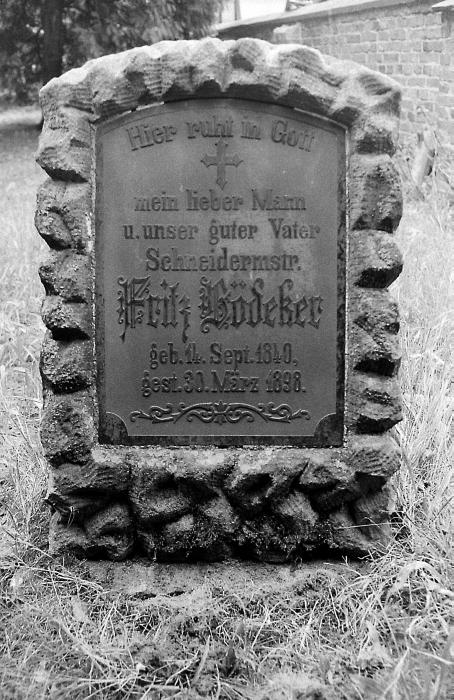 Hier ruht in Gott
mein lieber Mann
u. unser guter Vater
Schneidermstr.
Fritz Bödeker
geb. 14. Sept. 1840,
gest. 30. März 1898.